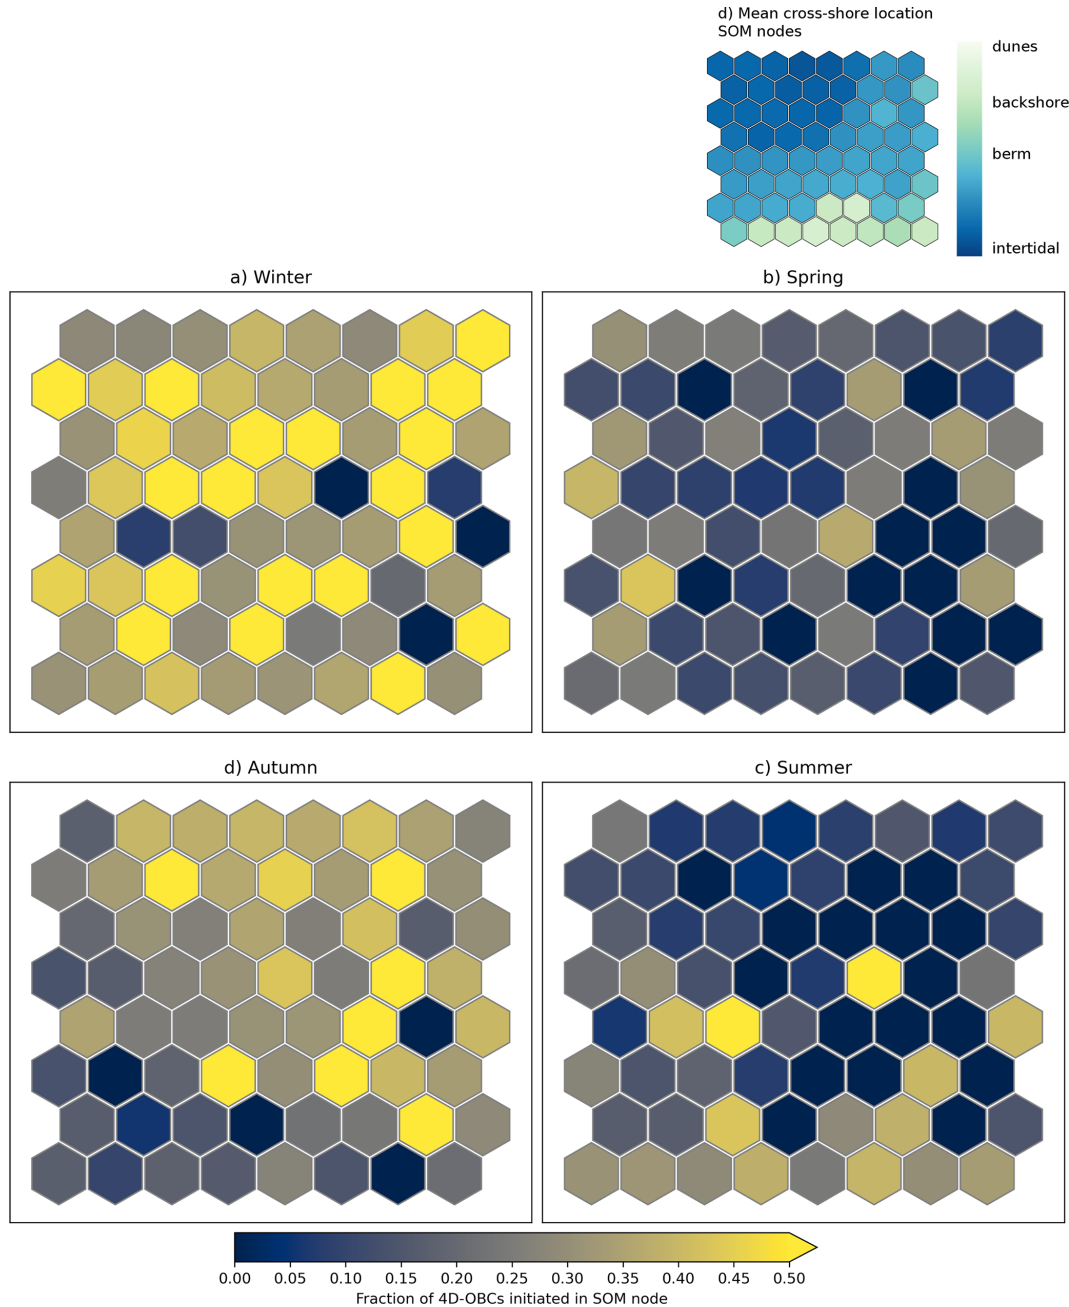 d) Mean cross-shore location
SOM nodes
dunes
backshore
berm
intertidal
a) Winter
b) Spring
d) Autumn
c) Summer
0.00 0.05 0.10 0.15 0.20 0.25 0.30 0.35 0.40 0.45 0.50
Fraction of 4D-OBCs initiated in SOM node